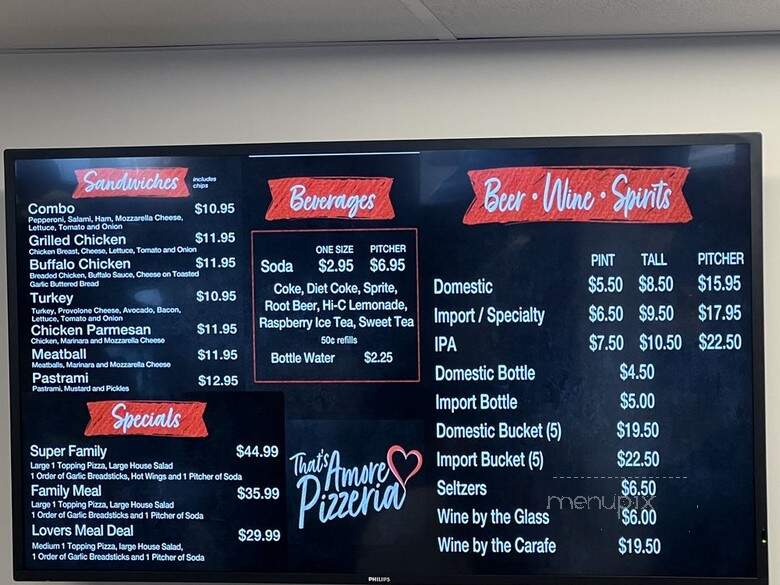 Sandwiches includes chips
Combo $10.95
Pepperoni, Salami, Ham, Mozzarella Cheese,
Lettuce, Tomato and Onion
Grilled Chicken $11.95
Chicken Breast, Cheese, Lettuce, Tomato and Onion
Buffalo Chicken $11.95
Breaded Chicken, Buffalo Sauce, Cheese on Toasted
Garlic Buttered Bread
Turkey $10.95
Turkey, Provolone Cheese, Avocado, Bacon,
Lettuce, Tomato and Onion
Chicken Parmesan $11.95
Chicken, Marinara and Mozzarella Cheese
Meatball $11.95
Meatballs, Marinara and Mozzarella Cheese
Pastrami $12.95
Pastrami, Mustard and Pickles
Specials
Super Family $44.99
Large 1 Topping Pizza, Large House Salad
1 Order of Garlic Breadsticks, Hot Wings and 1 Pitcher of Soda
Family Meal $35.99
Large 1 Topping Pizza, Large House Salad
1 Order of Garlic Breadsticks and 1 Pitcher of Soda
Lovers Meal Deal $29.99
Medium 1 Topping Pizza, large House Salad,
1 Order of Garlic Breadsticks and 1 Pitcher of Soda
Beverages
ONE SIZE PITCHER
Soda $2.95 $6.95
Coke, Diet Coke, Sprite,
Root Beer, Hi-C Lemonade,
Raspberry Ice Tea, Sweet Tea
50¢ refills
Bottle Water $2.25
That's Amore
Pizzeria
Beer • Wine • Spirits
PINT TALL PITCHER
Domestic $5.50 $8.50 $15.95
Import / Specialty $6.50 $9.50 $17.95
IPA $7.50 $10.50 $22.50
Domestic Bottle $4.50
Import Bottle $5.00
Domestic Bucket (5) $19.50
Import Bucket (5) $22.50
Seltzers $6.50
Wine by the Glass $6.00
Wine by the Carafe $19.50
menupix
PHILIPS